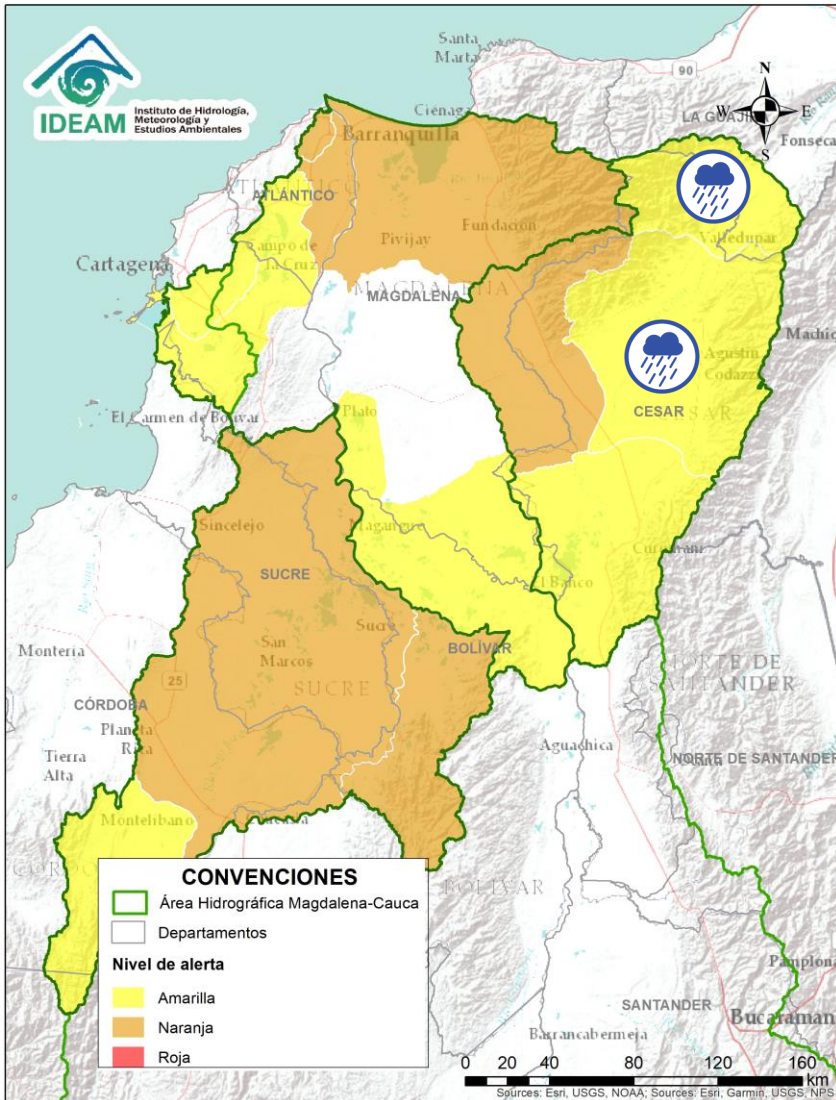 IDEAM
Instituto de Hidrología,
Meteorología y
Estudios Ambientales
Santa
Marta
90
N
W
E
S
LA GUAJI
Ciénaga
Barranquilla
Fonseca
ATLÁNTICO
Valledupar
Campo de
la Cruz
Pivijay
Fundación
Cartagena
MAGDALENA
Agustín
Codazzi
CESAR
Plato
El Carmen de Bolívar
Sincelejo
Magangué
SUCRE
El Banco
Sucre
San
Marcos
BOLÍVAR
SUCRE
Montería
25
CÓRDOBA
Planeta
Rica
Tierra
Alta
NORTE DE
SANTANDER
Aguachica
NORTE DE SANTANDER
Montelíbano
BOLÍVAR
CONVENCIONES
Área Hidrográfica Magdalena-Cauca
Departamentos
Nivel de alerta
Amarilla
Naranja
Roja
Pamplona
SANTANDER
Bucaraman
Barrancabermeja
0 20 40 80 120 160
km
Sources: Esri, USGS, NOAA; Sources: Esri, Garmin, USGS, NPS